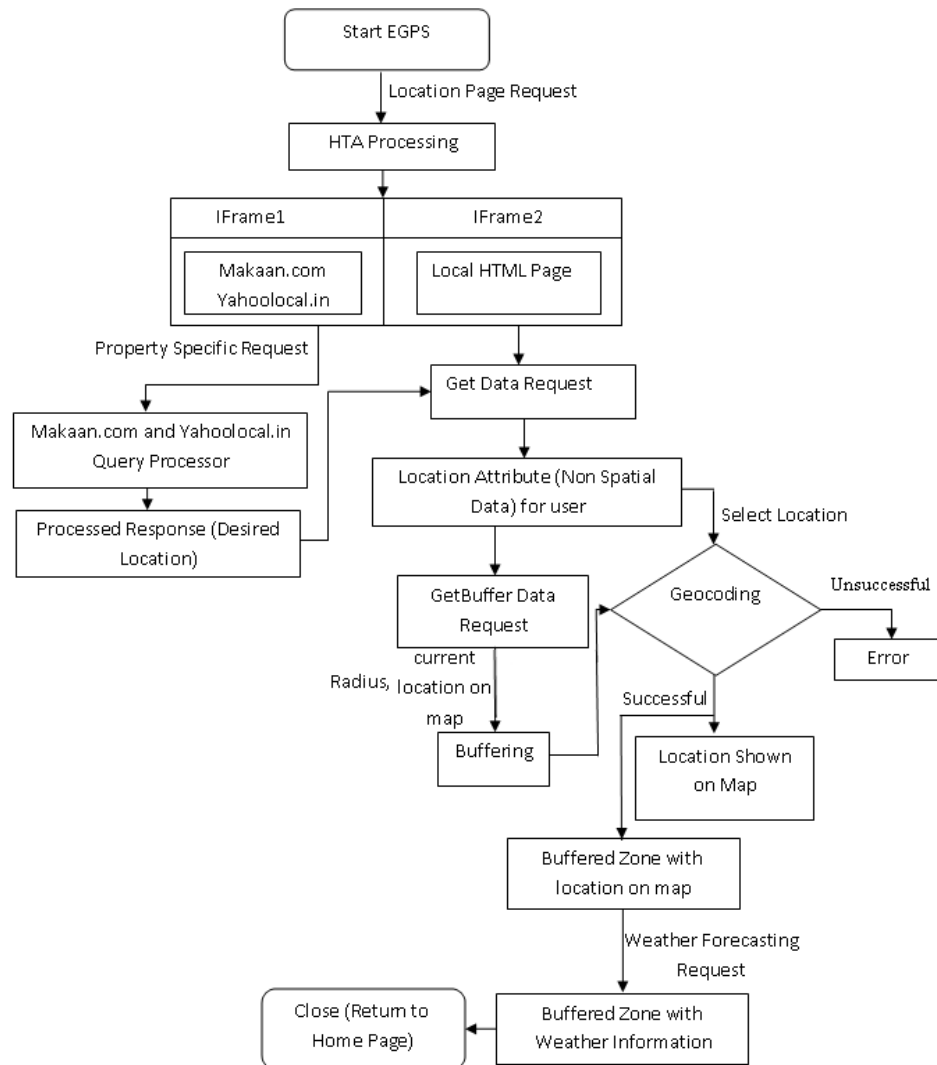 Start EGPS
Location Page Request
HTA Processing
IFrame1
IFrame2
Makaan.com
Yahoolocal.in
Local HTML Page
Property Specific Request
Get Data Request
Makaan.com and Yahoolocal.in
Query Processor
Location Attribute (Non Spatial
Data) for user
Processed Response (Desired
Location)
Select Location
GetBuffer Data
Request
Geocoding
Unsuccessful
Error
current
Radius, location on
map
Successful
Buffering
Location Shown
on Map
Buffered Zone with
location on map
Weather Forecasting
Request
Close (Return to
Home Page)
Buffered Zone with
Weather Information